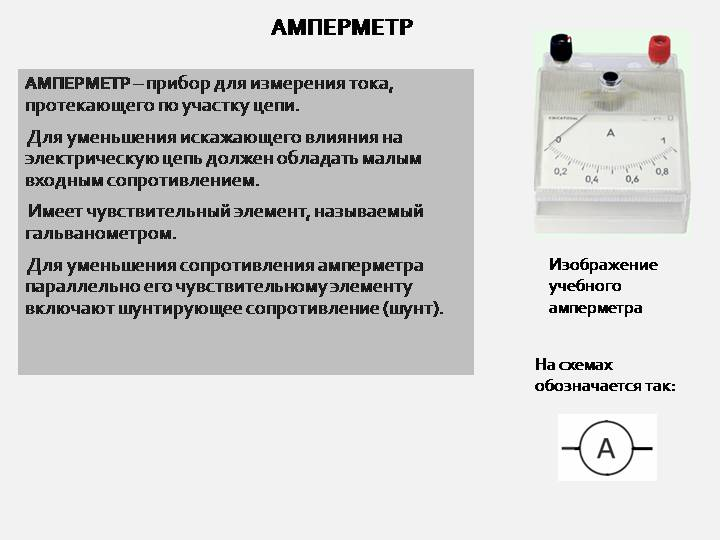 АМПЕРМЕТР
АМПЕРМЕТР – прибор для измерения тока,
протекающего по участку цепи.
Для уменьшения искажающего влияния на
электрическую цепь должен обладать малым
входным сопротивлением.
Имеет чувствительный элемент, называемый
гальванометром.
Для уменьшения сопротивления амперметра
параллельно его чувствительному элементу
включают шунтирующее сопротивление (шунт).
A
0 1
0,2 0,4 0,6 0,8
Изображение
учебного
амперметра
На схемах
обозначается так:
A